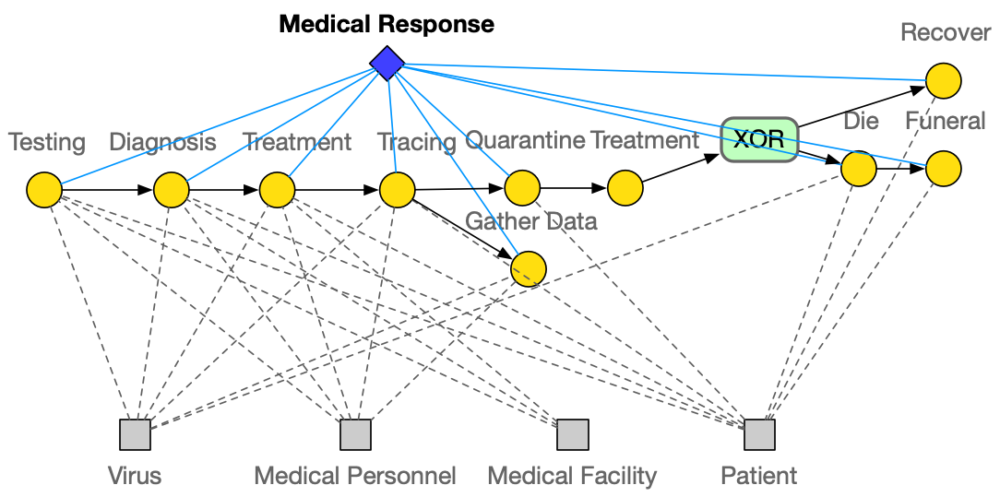 Medical Response
Recover
Testing
Diagnosis
Treatment
Tracing
Quarantine
Treatment
XOR
Die
Funeral
Gather Data
Virus
Medical Personnel
Medical Facility
Patient